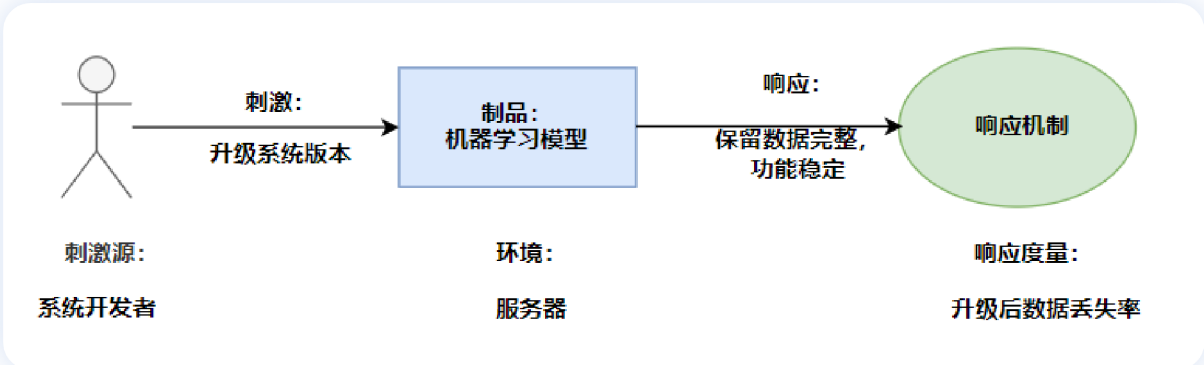 刺激：
升级系统版本
制品：
机器学习模型
响应：
保留数据完整，
功能稳定
响应机制
刺激源：
系统开发者
环境：
服务器
响应度量：
升级后数据丢失率